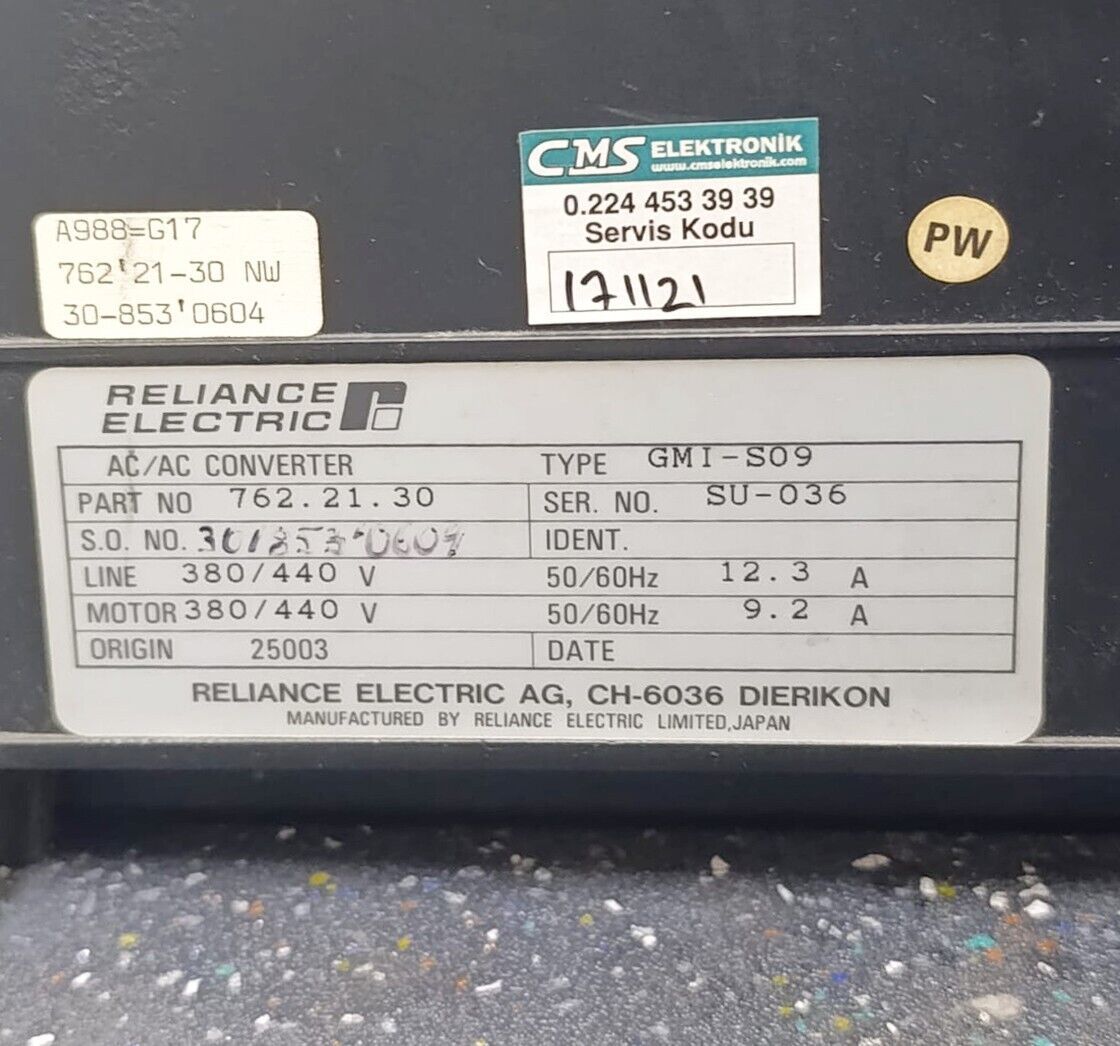 CMS ELEKTRONİK
www.cmselektronik.com
0.224 453 39 39
Servis Kodu
171121
PW
A988=G17
762'21-30 NW
30-853'0604
RELIANCE
ELECTRIC
AC/AC CONVERTER TYPE GMI-S09
PART NO 762.21.30 SER. NO. SU-036
S.O. NO. IDENT.
LINE 380/440 V 50/60Hz 12.3 A
MOTOR 380/440 V 50/60Hz 9.2 A
ORIGIN 25003 DATE
RELIANCE ELECTRIC AG, CH-6036 DIERIKON
MANUFACTURED BY RELIANCE ELECTRIC LIMITED,JAPAN